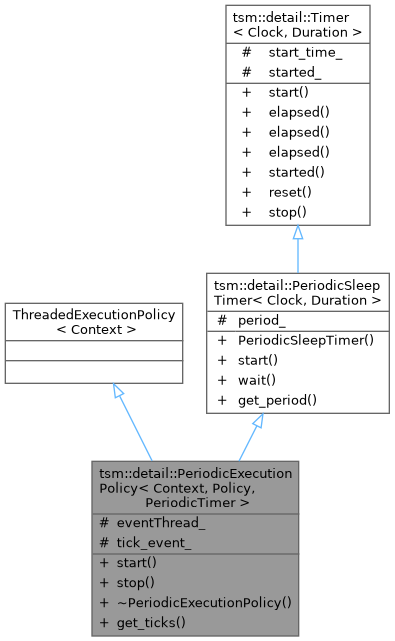 tsm::detail::Timer
< Clock, Duration >
# start_time_
# started_
+ start()
+ elapsed()
+ elapsed()
+ elapsed()
+ started()
+ reset()
+ stop()
tsm::detail::PeriodicSleep
Timer< Clock, Duration >
# period_
+ PeriodicSleepTimer()
+ start()
+ wait()
+ get_period()
ThreadedExecutionPolicy
< Context >
tsm::detail::PeriodicExecution
Policy< Context, Policy,
PeriodicTimer >
# eventThread_
# tick_event_
+ start()
+ stop()
+ ~PeriodicExecutionPolicy()
+ get_ticks()